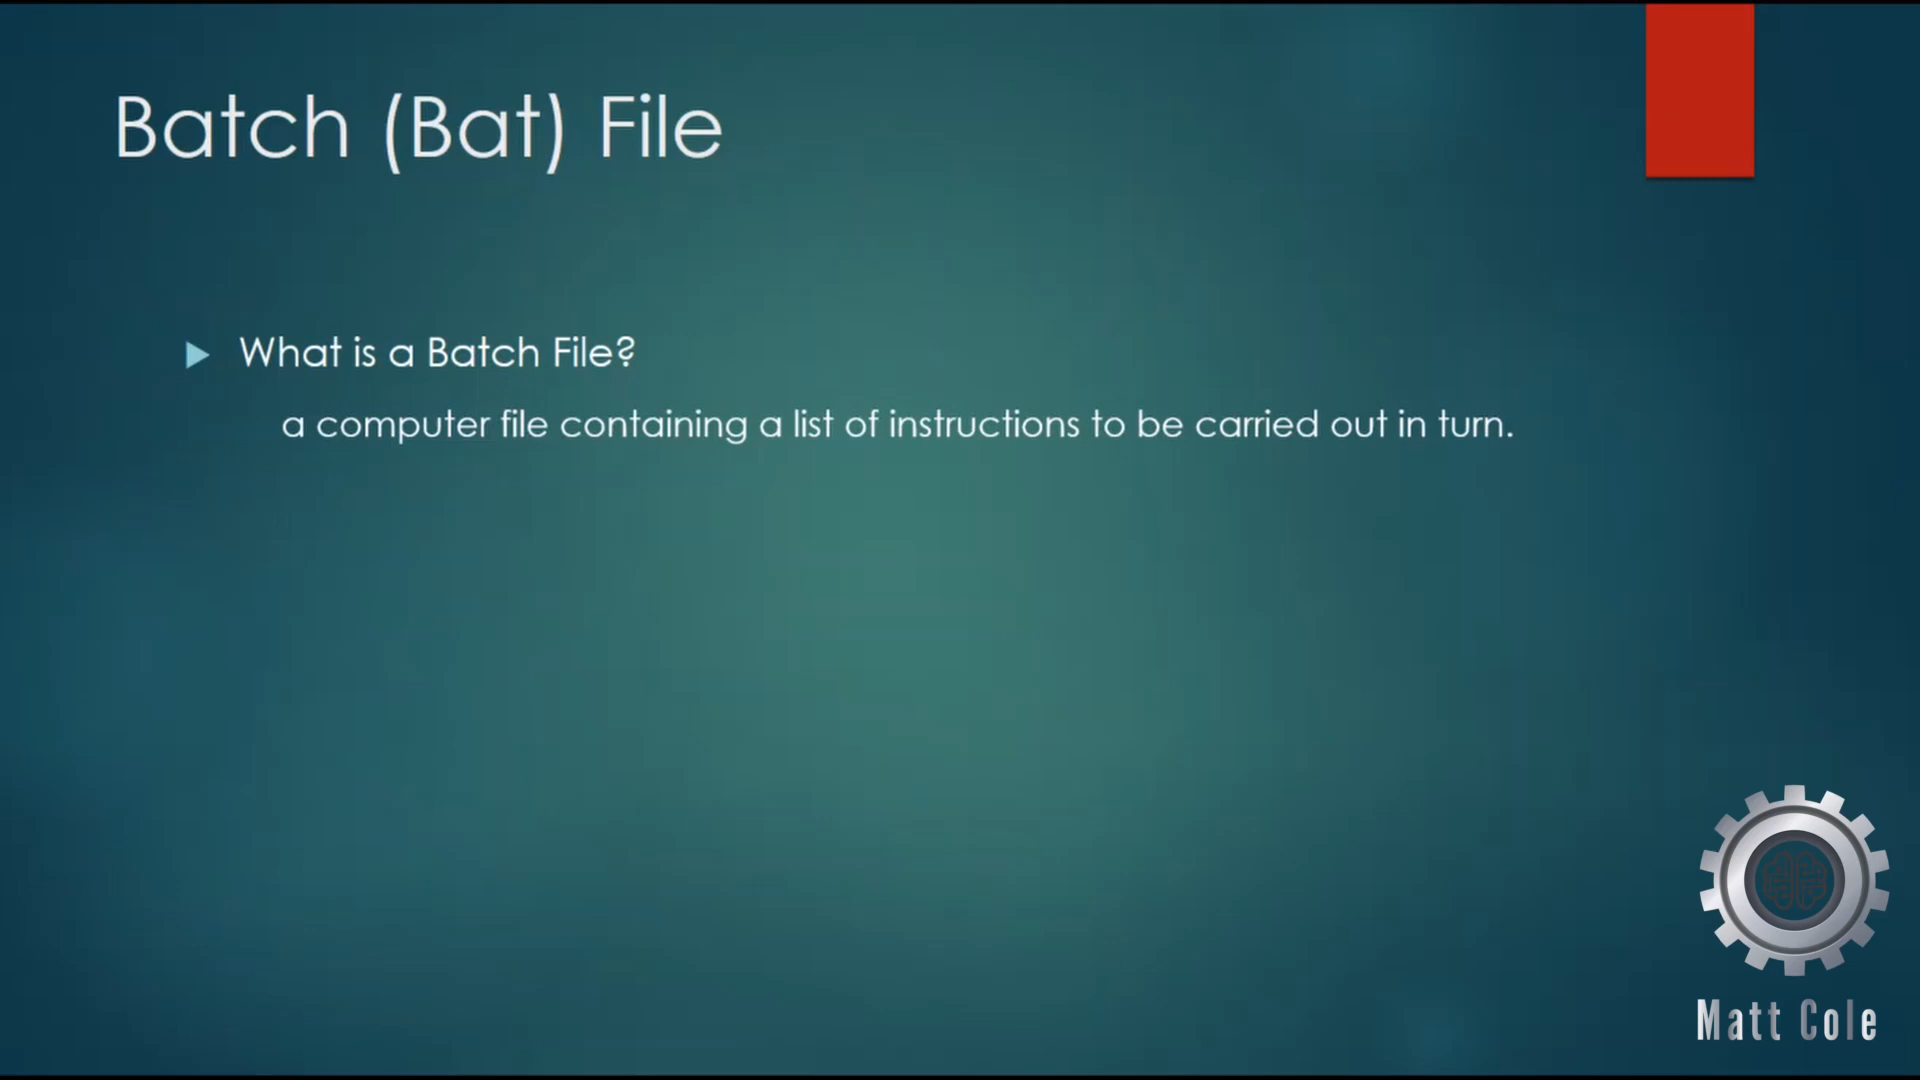 Batch (Bat) File
What is a Batch File?
a computer file containing a list of instructions to be carried out in turn.
Matt Cole